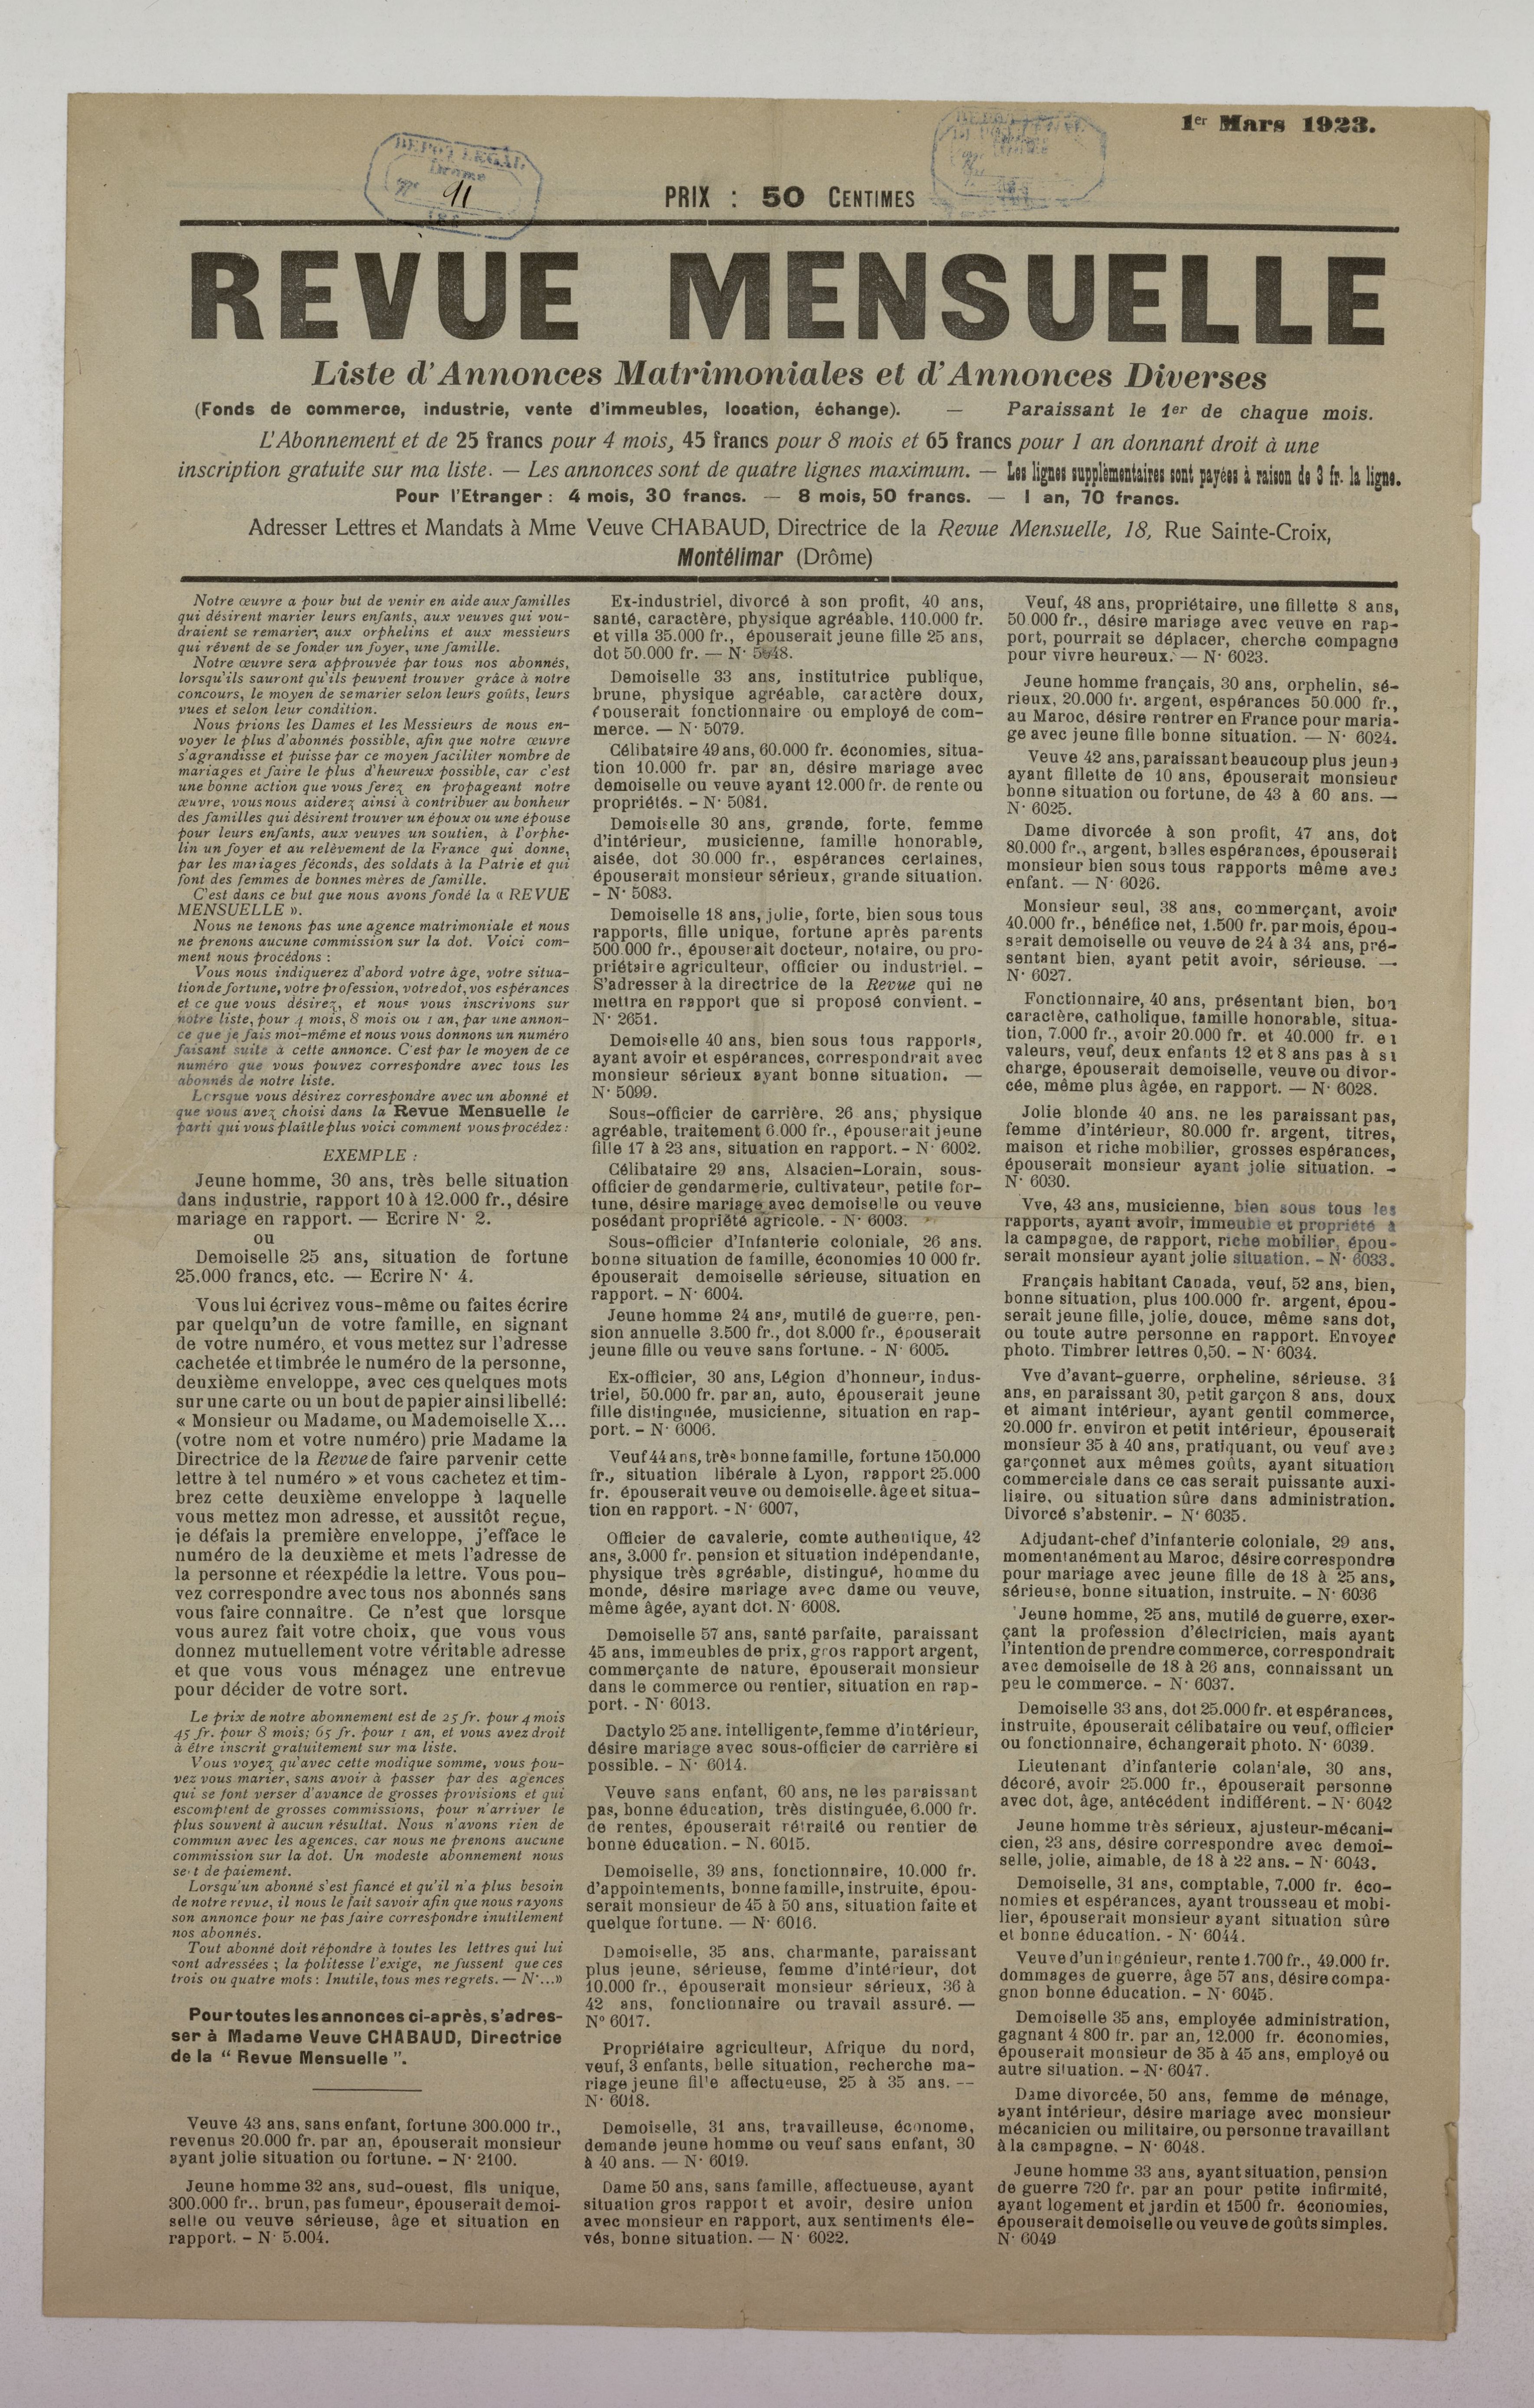 1er Mars 1923.
DEPOT LEGAL
Drôme
No 91
PRIX : 50 CENTIMES
REVUE MENSUELLE
Liste d'Annonces Matrimoniales et d'Annonces Diverses
(Fonds de commerce, industrie, vente d'immeubles, location, échange). — Paraissant le 1er de chaque mois.
L'Abonnement et de 25 francs pour 4 mois, 45 francs pour 8 mois et 65 francs pour 1 an donnant droit à une
inscription gratuite sur ma liste. — Les annonces sont de quatre lignes maximum. — Les lignes supplémentaires sont payées à raison de 3 fr. la ligne.
Pour l'Etranger : 4 mois, 30 francs. — 8 mois, 50 francs. — 1 an, 70 francs.
Adresser Lettres et Mandats à Mme Veuve CHABAUD, Directrice de la Revue Mensuelle, 18, Rue Sainte-Croix,
Montélimar (Drôme)
Notre œuvre a pour but de venir en aide aux familles
qui désirent marier leurs enfants, aux veuves qui vou-
draient se remarier, aux orphelins et aux messieurs
qui rêvent de se fonder un foyer, une famille.
Notre œuvre sera approuvée par tous nos abonnés,
lorsqu'ils sauront qu'ils peuvent trouver grâce à notre
concours, le moyen de se marier selon leurs goûts, leurs
vues et selon leur condition.
Nous prions les Dames et les Messieurs de nous en-
voyer le plus d'abonnés possible, afin que notre œuvre
s'agrandisse et puisse par ce moyen faciliter nombre de
mariages et faire le plus d'heureux possible, car c'est
une bonne action que vous ferez en propageant notre
œuvre, vous nous aiderez ainsi à contribuer au bonheur
des familles qui désirent trouver un époux ou une épouse
pour leurs enfants, aux veuves un soutien, à l'orphe-
lin un foyer et au relèvement de la France qui donne,
par les mariages féconds, des soldats à la Patrie et qui
font des femmes de bonnes mères de famille.
C'est dans ce but que nous avons fondé la « REVUE
MENSUELLE ».
Nous ne tenons pas une agence matrimoniale et nous
ne prenons aucune commission sur la dot. Voici com-
ment nous procédons :
Vous nous indiquerez d'abord votre âge, votre situa-
tion de fortune, votre profession, votre dot, vos espérances
et ce que vous désirez, et nous vous inscrivons sur
notre liste, pour 4 mois, 8 mois ou 1 an, par une annon-
ce que je fais moi-même et nous vous donnons un numéro
faisant suite à cette annonce. C'est par le moyen de ce
numéro que vous pouvez correspondre avec tous les
abonnés de notre liste.
Lorsque vous désirez correspondre avec un abonné et
que vous avez choisi dans la Revue Mensuelle le
parti qui vous plaît le plus voici comment vous procédez :
EXEMPLE :
Jeune homme, 30 ans, très belle situation
dans industrie, rapport 10 à 12.000 fr., désire
mariage en rapport. — Ecrire N· 2.
ou
Demoiselle 25 ans, situation de fortune
25.000 francs, etc. — Ecrire N· 4.
Vous lui écrivez vous-même ou faites écrire
par quelqu'un de votre famille, en signant
de votre numéro, et vous mettez sur l'adresse
cachetée et timbrée le numéro de la personne,
deuxième enveloppe, avec ces quelques mots
sur une carte ou un bout de papier ainsi libellé:
« Monsieur ou Madame, ou Mademoiselle X...
(votre nom et votre numéro) prie Madame la
Directrice de la Revue de faire parvenir cette
lettre à tel numéro » et vous cachetez et tim-
brez cette deuxième enveloppe à laquelle
vous mettez mon adresse, et aussitôt reçue,
je défais la première enveloppe, j'efface le
numéro de la deuxième et mets l'adresse de
la personne et réexpédie la lettre. Vous pou-
vez correspondre avec tous nos abonnés sans
vous faire connaître. Ce n'est que lorsque
vous aurez fait votre choix, que vous vous
donnez mutuellement votre véritable adresse
et que vous vous ménagez une entrevue
pour décider de votre sort.
Le prix de notre abonnement est de 25 fr. pour 4 mois
45 fr. pour 8 mois; 65 fr. pour 1 an, et vous avez droit
à être inscrit gratuitement sur ma liste.
Vous voyez qu'avec cette modique somme, vous pou-
vez vous marier, sans avoir à passer par des agences
qui se font verser d'avance de grosses provisions et qui
escomptent de grosses commissions, pour n'arriver le
plus souvent à aucun résultat. Nous n'avons rien de
commun avec les agences, car nous ne prenons aucune
commission sur la dot. Un modeste abonnement nous
sert de paiement.
Lorsqu'un abonné s'est fiancé et qu'il n'a plus besoin
de notre revue, il nous le fait savoir afin que nous rayons
son annonce pour ne pas faire correspondre inutilement
nos abonnés.
Tout abonné doit répondre à toutes les lettres qui lui
sont adressées ; la politesse l'exige, ne fussent que ces
trois ou quatre mots : Inutile, tous mes regrets. — N·...»
Pour toutes les annonces ci-après, s'adres-
ser à Madame Veuve CHABAUD, Directrice
de la “ Revue Mensuelle ”.
Veuve 43 ans, sans enfant, fortune 300.000 fr.,
revenus 20.000 fr. par an, épouserait monsieur
ayant jolie situation ou fortune. – N· 2100.
Jeune homme 32 ans, sud-ouest, fils unique,
300.000 fr., brun, pas fumeur, épouserait demoi-
selle ou veuve sérieuse, âge et situation en
rapport. – N· 5.004.
Ex-industriel, divorcé à son profit, 40 ans,
santé, caractère, physique agréable, 110.000 fr.
et villa 35.000 fr., épouserait jeune fille 25 ans,
dot 50.000 fr. — N· 5048.
Demoiselle 33 ans, institutrice publique,
brune, physique agréable, caractère doux,
épouserait fonctionnaire ou employé de com-
merce. — N· 5079.
Célibataire 49 ans, 60.000 fr. économies, situa-
tion 10.000 fr. par an, désire mariage avec
demoiselle ou veuve ayant 12.000 fr. de rente ou
propriétés. – N· 5081.
Demoiselle 30 ans, grande, forte, femme
d'intérieur, musicienne, famille honorable,
aisée, dot 30.000 fr., espérances certaines,
épouserait monsieur sérieux, grande situation.
– N· 5083.
Demoiselle 18 ans, jolie, forte, bien sous tous
rapports, fille unique, fortune après parents
500.000 fr., épouserait docteur, notaire, ou pro-
priétaire agriculteur, officier ou industriel. –
S'adresser à la directrice de la Revue qui ne
mettra en rapport que si proposé convient. –
N· 2651.
Demoiselle 40 ans, bien sous tous rapports,
ayant avoir et espérances, correspondrait avec
monsieur sérieux ayant bonne situation. —
N· 5099.
Sous-officier de carrière, 26 ans, physique
agréable, traitement 6.000 fr., épouserait jeune
fille 17 à 23 ans, situation en rapport. – N· 6002.
Célibataire 29 ans, Alsacien-Lorain, sous-
officier de gendarmerie, cultivateur, petite for-
tune, désire mariage avec demoiselle ou veuve
posédant propriété agricole. - N· 6003.
Sous-officier d'Infanterie coloniale, 26 ans.
bonne situation de famille, économies 10 000 fr.
épouserait demoiselle sérieuse, situation en
rapport. – N· 6004.
Jeune homme 24 ans, mutilé de guerre, pen-
sion annuelle 3.500 fr., dot 8.000 fr., épouserait
jeune fille ou veuve sans fortune. - N· 6005.
Ex-officier, 30 ans, Légion d'honneur, indus-
triel, 50.000 fr. par an, auto, épouserait jeune
fille distinguée, musicienne, situation en rap-
port. – N· 6006.
Veuf 44 ans, très bonne famille, fortune 150.000
fr., situation libérale à Lyon, rapport 25.000
fr. épouserait veuve ou demoiselle. âge et situa-
tion en rapport. - N· 6007,
Officier de cavalerie, comte authentique, 42
ans, 3.000 fr. pension et situation indépendante,
physique très agréable, distingué, homme du
monde, désire mariage avec dame ou veuve,
même âgée, ayant dot. N· 6008.
Demoiselle 57 ans, santé parfaite, paraissant
45 ans, immeubles de prix, gros rapport argent,
commerçante de nature, épouserait monsieur
dans le commerce ou rentier, situation en rap-
port. - N· 6013.
Dactylo 25 ans. intelligente, femme d'intérieur,
désire mariage avec sous-officier de carrière si
possible. – N· 6014.
Veuve sans enfant, 60 ans, ne les paraissant
pas, bonne éducation, très distinguée, 6.000 fr.
de rentes, épouserait rétraité ou rentier de
bonne éducation. – N. 6015.
Demoiselle, 39 ans, fonctionnaire, 10.000 fr.
d'appointements, bonne famille, instruite, épou-
serait monsieur de 45 à 50 ans, situation faite et
quelque fortune. — N· 6016.
Demoiselle, 35 ans, charmante, paraissant
plus jeune, sérieuse, femme d'intérieur, dot
10.000 fr., épouserait monsieur sérieux, 36 à
42 ans, fonctionnaire ou travail assuré. —
No 6017.
Propriétaire agriculteur, Afrique du nord,
veuf, 3 enfants, belle situation, recherche ma-
riage jeune fille affectueuse, 25 à 35 ans. --
N· 6018.
Demoiselle, 31 ans, travailleuse, économe,
demande jeune homme ou veuf sans enfant, 30
à 40 ans. — N· 6019.
Dame 50 ans, sans famille, affectueuse, ayant
situation gros rapport et avoir, desire union
avec monsieur en rapport, aux sentiments éle-
vés, bonne situation. — N· 6022.
Veuf, 48 ans, propriétaire, une fillette 8 ans,
50.000 fr., désire mariage avec veuve en rap-
port, pourrait se déplacer, cherche compagne
pour vivre heureux. — N· 6023.
Jeune homme français, 30 ans, orphelin, sé-
rieux, 20.000 fr. argent, espérances 50.000 fr.,
au Maroc, désire rentrer en France pour maria-
ge avec jeune fille bonne situation. — N· 6024.
Veuve 42 ans, paraissant beaucoup plus jeune
ayant fillette de 10 ans, épouserait monsieur
bonne situation ou fortune, de 43 à 60 ans. —
N· 6025.
Dame divorcée à son profit, 47 ans, dot
80.000 fr., argent, belles espérances, épouserait
monsieur bien sous tous rapports même avec
enfant. — N· 6026.
Monsieur seul, 38 ans, commerçant, avoir
40.000 fr., bénéfice net, 1.500 fr. par mois, épou-
serait demoiselle ou veuve de 24 à 34 ans, pré-
sentant bien, ayant petit avoir, sérieuse. —
N· 6027.
Fonctionnaire, 40 ans, présentant bien, bon
caractère, catholique, famille honorable, situa-
tion, 7.000 fr., avoir 20.000 fr. et 40.000 fr. en
valeurs, veuf, deux enfants 12 et 8 ans pas à sa
charge, épouserait demoiselle, veuve ou divor-
cée, même plus âgée, en rapport. — N· 6028.
Jolie blonde 40 ans, ne les paraissant pas,
femme d'intérieur, 80.000 fr. argent, titres,
maison et riche mobilier, grosses espérances,
épouserait monsieur ayant jolie situation. –
N· 6030.
Vve, 43 ans, musicienne, bien sous tous les
rapports, ayant avoir, immeuble et propriété à
la campagne, de rapport, riche mobilier, épou-
serait monsieur ayant jolie situation. – N· 6033.
Français habitant Canada, veuf, 52 ans, bien,
bonne situation, plus 100.000 fr. argent, épou-
serait jeune fille, jolie, douce, même sans dot,
ou toute autre personne en rapport. Envoyer
photo. Timbrer lettres 0,50. – N· 6034.
Vve d'avant-guerre, orpheline, sérieuse, 34
ans, en paraissant 30, petit garçon 8 ans, doux
et aimant intérieur, ayant gentil commerce,
20.000 fr. environ et petit intérieur, épouserait
monsieur 35 à 40 ans, pratiquant, ou veuf avec
garçonnet aux mêmes goûts, ayant situation
commerciale dans ce cas serait puissante auxi-
liaire, ou situation sûre dans administration.
Divorcé s'abstenir. – N· 6035.
Adjudant-chef d'infanterie coloniale, 29 ans,
momentanément au Maroc, désire correspondre
pour mariage avec jeune fille de 18 à 25 ans,
sérieuse, bonne situation, instruite. – N· 6036
Jeune homme, 25 ans, mutilé de guerre, exer-
çant la profession d'électricien, mais ayant
l'intention de prendre commerce, correspondrait
avec demoiselle de 18 à 26 ans, connaissant un
peu le commerce. – N· 6037.
Demoiselle 33 ans, dot 25.000 fr. et espérances,
instruite, épouserait célibataire ou veuf, officier
ou fonctionnaire, échangerait photo. N· 6039.
Lieutenant d'infanterie colaniale, 30 ans,
décoré, avoir 25.000 fr., épouserait personne
avec dot, âge, antécédent indifférent. – N· 6042
Jeune homme très sérieux, ajusteur-mécani-
cien, 23 ans, désire correspondre avec demoi-
selle, jolie, aimable, de 18 à 22 ans. – N· 6043.
Demoiselle, 31 ans, comptable, 7.000 fr. éco-
nomies et espérances, ayant trousseau et mobi-
lier, épouserait monsieur ayant situation sûre
et bonne éducation. - N· 6044.
Veuve d'un ingénieur, rente 1.700 fr., 49.000 fr.
dommages de guerre, âge 57 ans, désire compa-
gnon bonne éducation. – N· 6045.
Demoiselle 35 ans, employée administration,
gagnant 4 800 fr. par an, 12.000 fr. économies,
épouserait monsieur de 35 à 45 ans, employé ou
autre situation. – N· 6047.
Dame divorcée, 50 ans, femme de ménage,
ayant intérieur, désire mariage avec monsieur
mécanicien ou militaire, ou personne travaillant
à la campagne. – N· 6048.
Jeune homme 33 ans, ayant situation, pension
de guerre 720 fr. par an pour petite infirmité,
ayant logement et jardin et 1500 fr. économies,
épouserait demoiselle ou veuve de goûts simples.
N· 6049